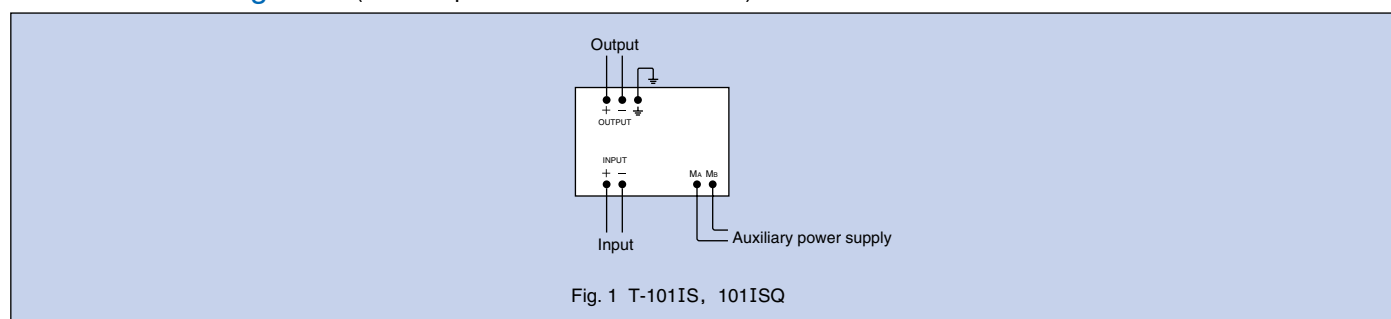 Output
+ − ⏚
OUTPUT
INPUT
+ −
MA MB
Input
Auxiliary power supply
Fig. 1 T-101IS, 101ISQ